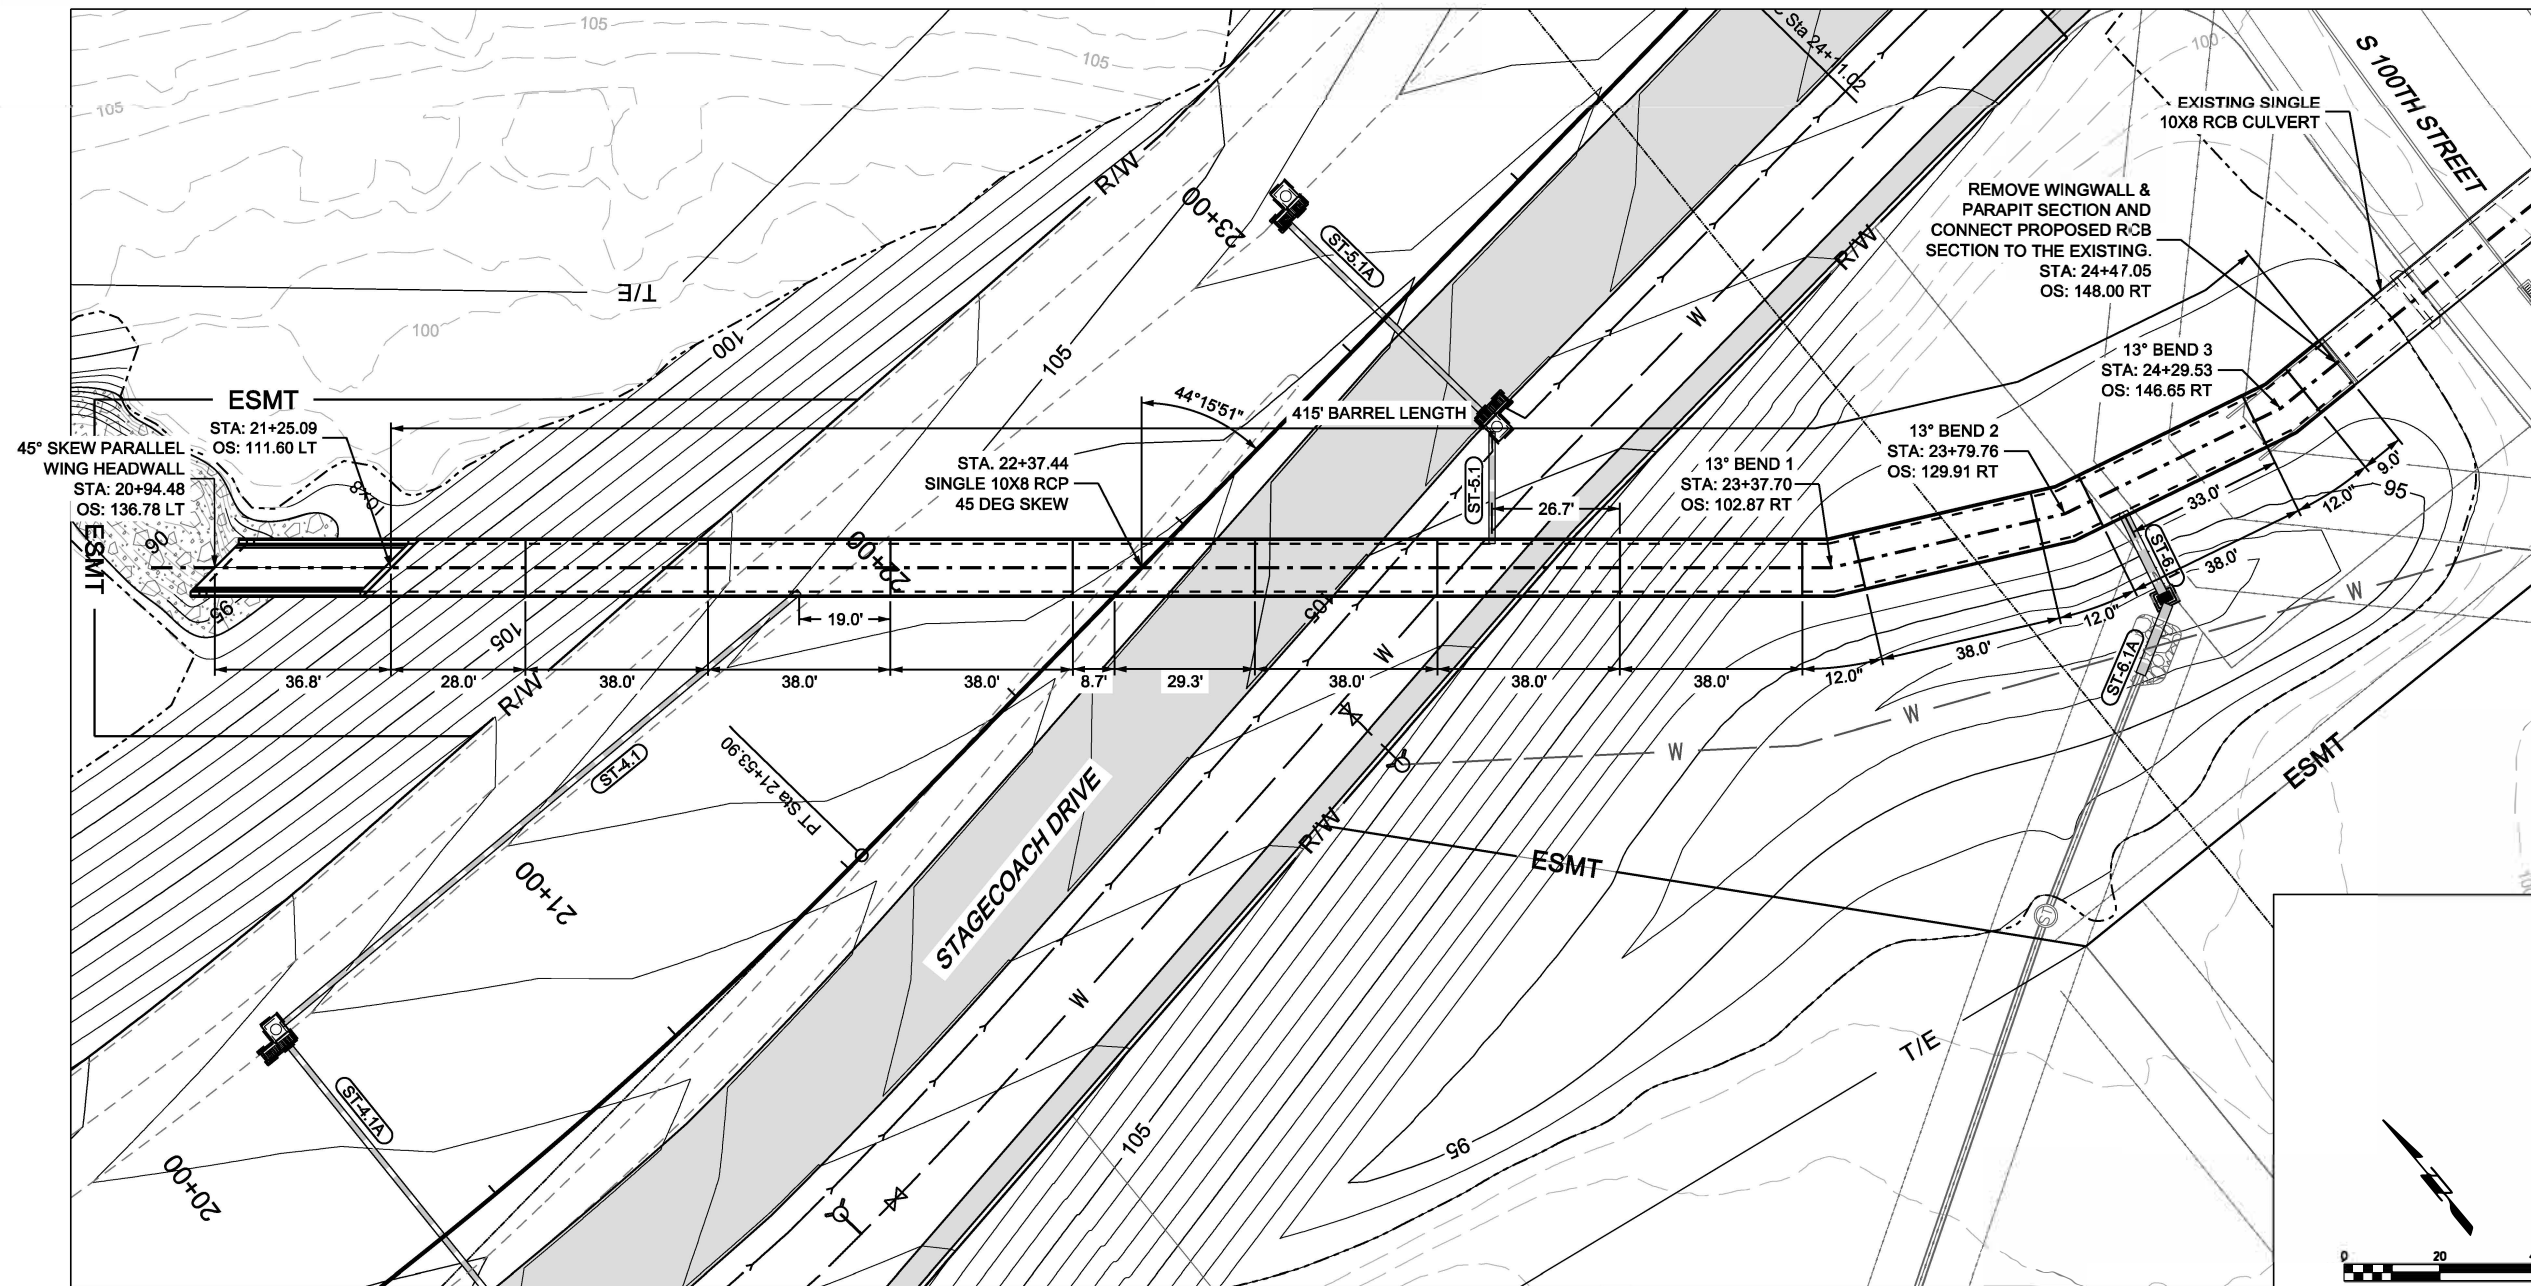 105
105
105
C Sta 24+71.02
100
S 100TH STREET
EXISTING SINGLE
10X8 RCB CULVERT
REMOVE WINGWALL &
PARAPIT SECTION AND
CONNECT PROPOSED RCB
SECTION TO THE EXISTING.
STA: 24+47.05
OS: 148.00 RT
R/W
23+00
ST-5.1A
R/W
T/E
100
100
105
W
13° BEND 3
STA: 24+29.53
OS: 146.65 RT
ESMT
STA: 21+25.09
OS: 111.60 LT
45° SKEW PARALLEL
WING HEADWALL
STA: 20+94.48
OS: 136.78 LT
44°15'51"
415' BARREL LENGTH
13° BEND 2
STA: 23+79.76
OS: 129.91 RT
STA. 22+37.44
SINGLE 10X8 RCP
45 DEG SKEW
13° BEND 1
STA: 23+37.70
OS: 102.87 RT
ST-5.1
26.7'
9.0'
12.0"
33.0'
95
10x8
ESMT
90
95
22+00
19.0'
105
105
ST-6.1
38.0'
12.0"
38.0'
12.0"
W
36.8'
28.0'
38.0'
38.0'
38.0'
8.7'
29.3'
38.0'
38.0'
38.0'
R/W
W
ST-6.1A
W
W
ST-4.1
PT Sta 21+53.90
STAGECOACH DRIVE
R/W
ESMT
ESMT
21+00
ST
W
T/E
ST-4.1A
105
95
20+00
0
20